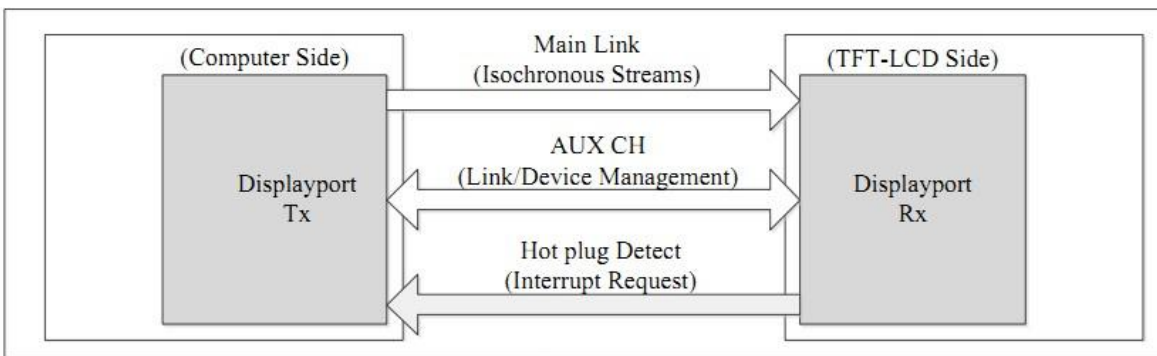 (Computer Side)
Displayport
Tx
Main Link
(Isochronous Streams)
AUX CH
(Link/Device Management)
Hot plug Detect
(Interrupt Request)
(TFT-LCD Side)
Displayport
Rx